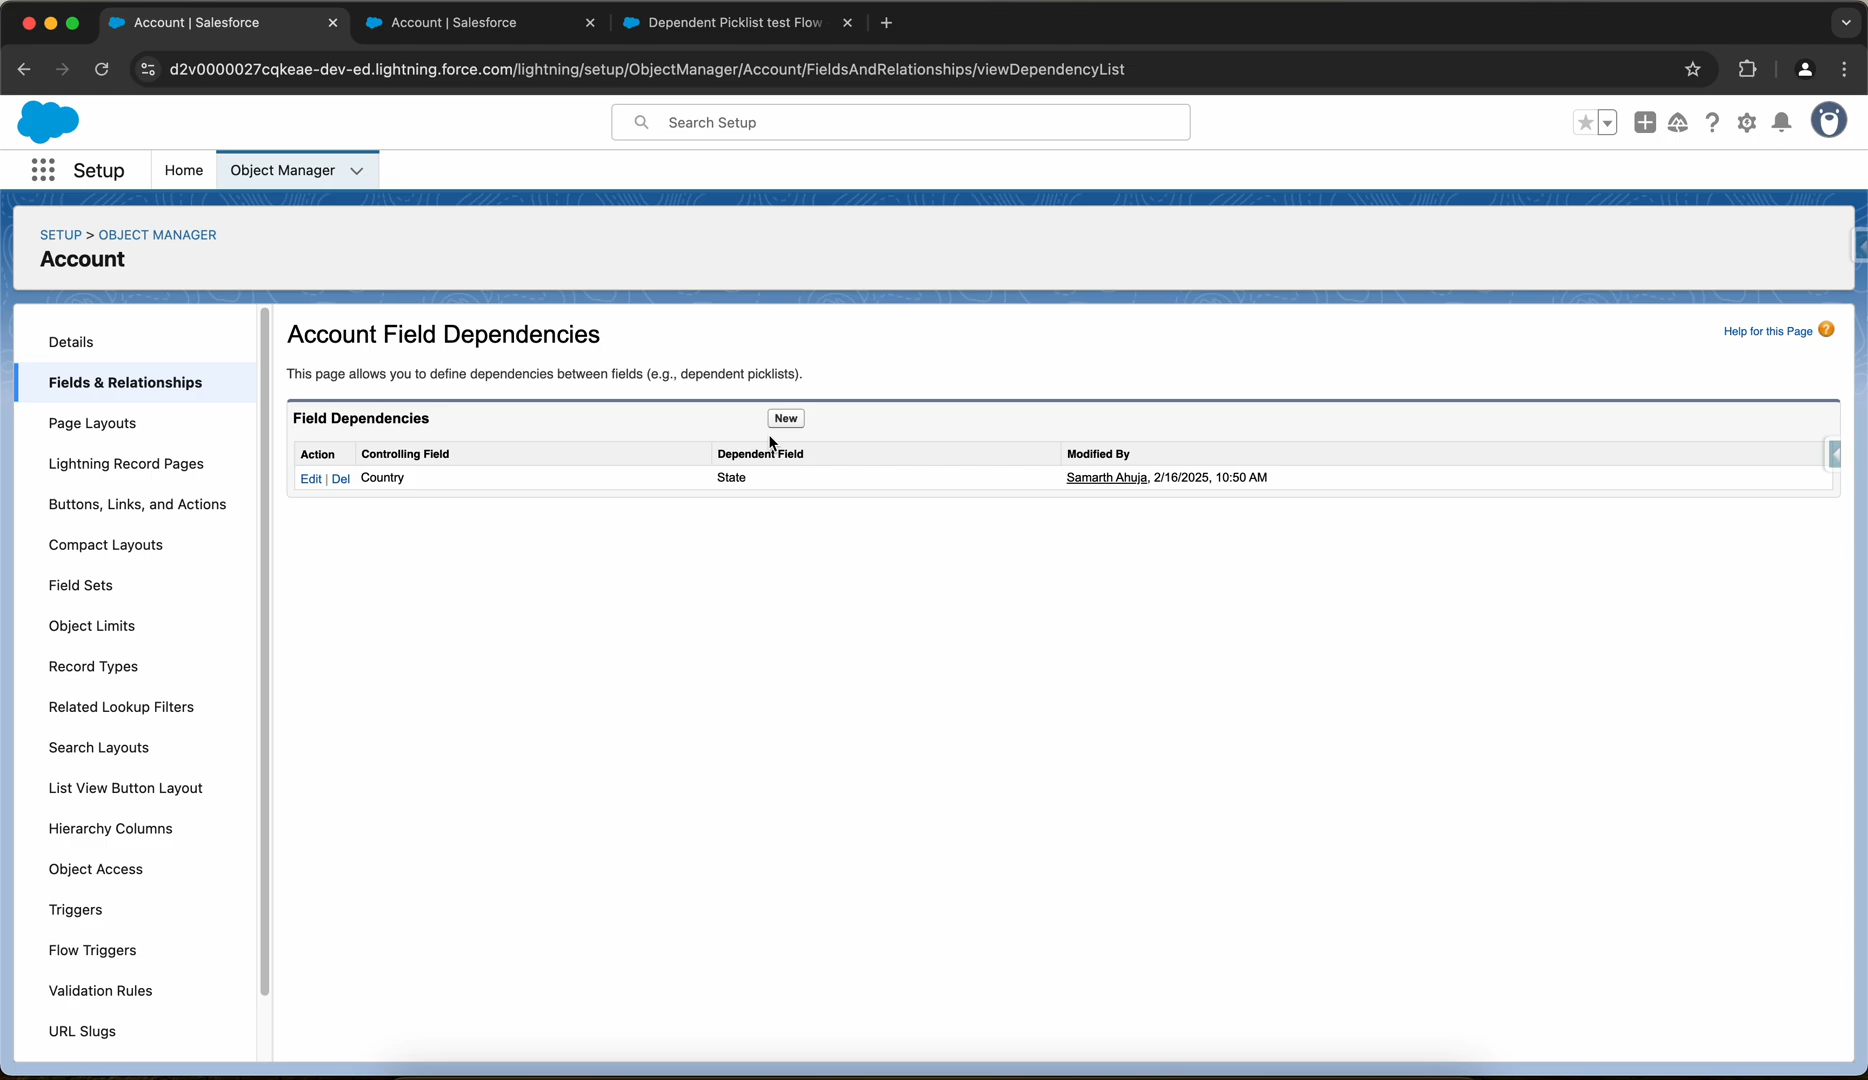 Account | Salesforce
Account | Salesforce
Dependent Picklist test Flow
d2v0000027cqkeae-dev-ed.lightning.force.com/lightning/setup/ObjectManager/Account/FieldsAndRelationships/viewDependencyList
Search Setup
Setup
Home
Object Manager
SETUP > OBJECT MANAGER
Account
Details
Fields & Relationships
Page Layouts
Lightning Record Pages
Buttons, Links, and Actions
Compact Layouts
Field Sets
Object Limits
Record Types
Related Lookup Filters
Search Layouts
List View Button Layout
Hierarchy Columns
Object Access
Triggers
Flow Triggers
Validation Rules
URL Slugs
Account Field Dependencies
Help for this Page ?
This page allows you to define dependencies between fields (e.g., dependent picklists).
Field Dependencies
New
Action Controlling Field Dependent Field Modified By
Edit | Del Country State Samarth Ahuja, 2/16/2025, 10:50 AM